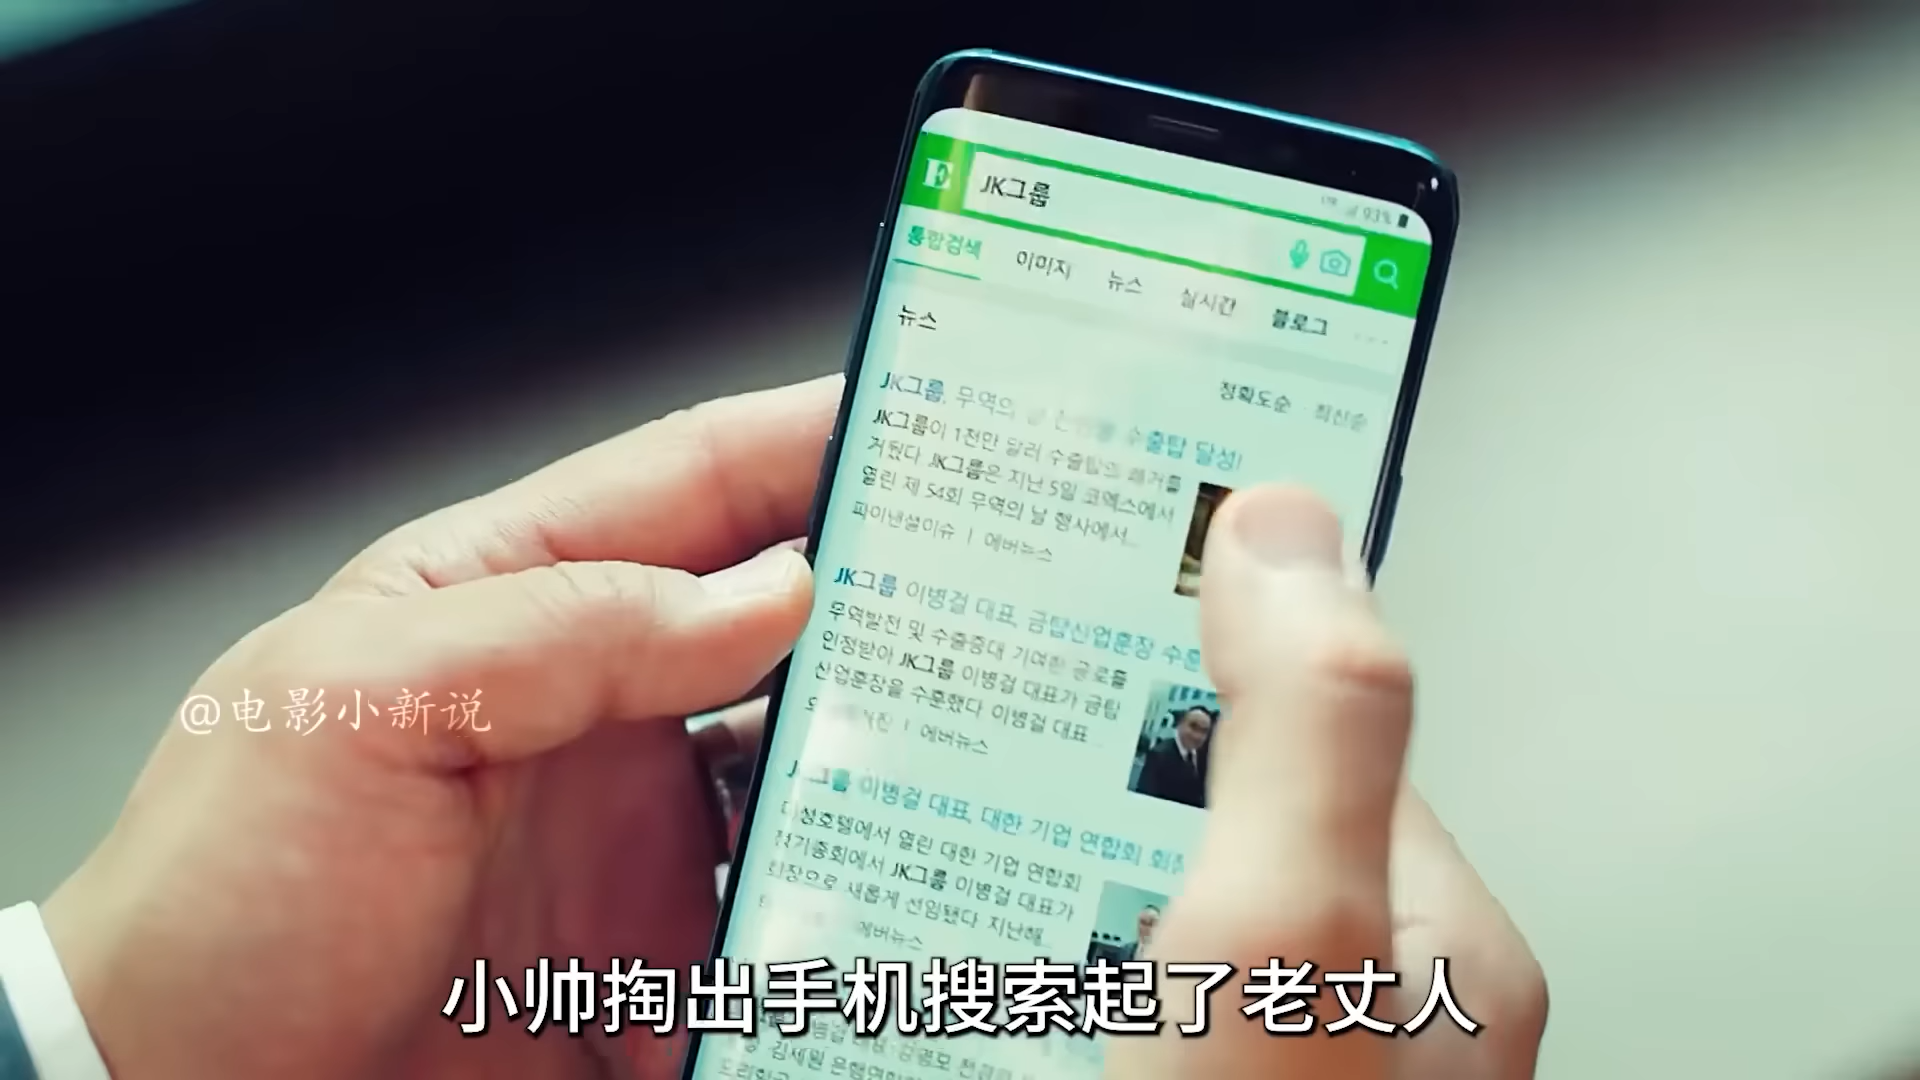 93%
E
JK그룹
통합검색 이미지 뉴스 실시간 블로그
뉴스
정확도순 · 최신순
JK그룹, 무역의 날 수출탑 달성!
JK그룹이 1천만 달러 수출탑의 쾌거를
거뒀다 JK그룹은 지난 5일 코엑스에서
열린 제 54회 무역의 날 행사에서...
파이낸셜이슈 | 에버뉴스
JK그룹 이병걸 대표, 금탑산업훈장 수훈
무역발전 및 수출증대 기여한 공로를
인정받아 JK그룹 이병걸 대표가 금탑
산업훈장을 수훈했다 이병걸 대표...
| 에버뉴스
JK그룹 이병걸 대표, 대한 기업 연합회 회장
호텔에서 열린 대한 기업 연합회
정기총회에서 JK그룹 이병걸 대표가
회장으로 새롭게 선임됐다 지난해...
에버뉴스
@电影小新说
小帅掏出手机搜索起了老丈人